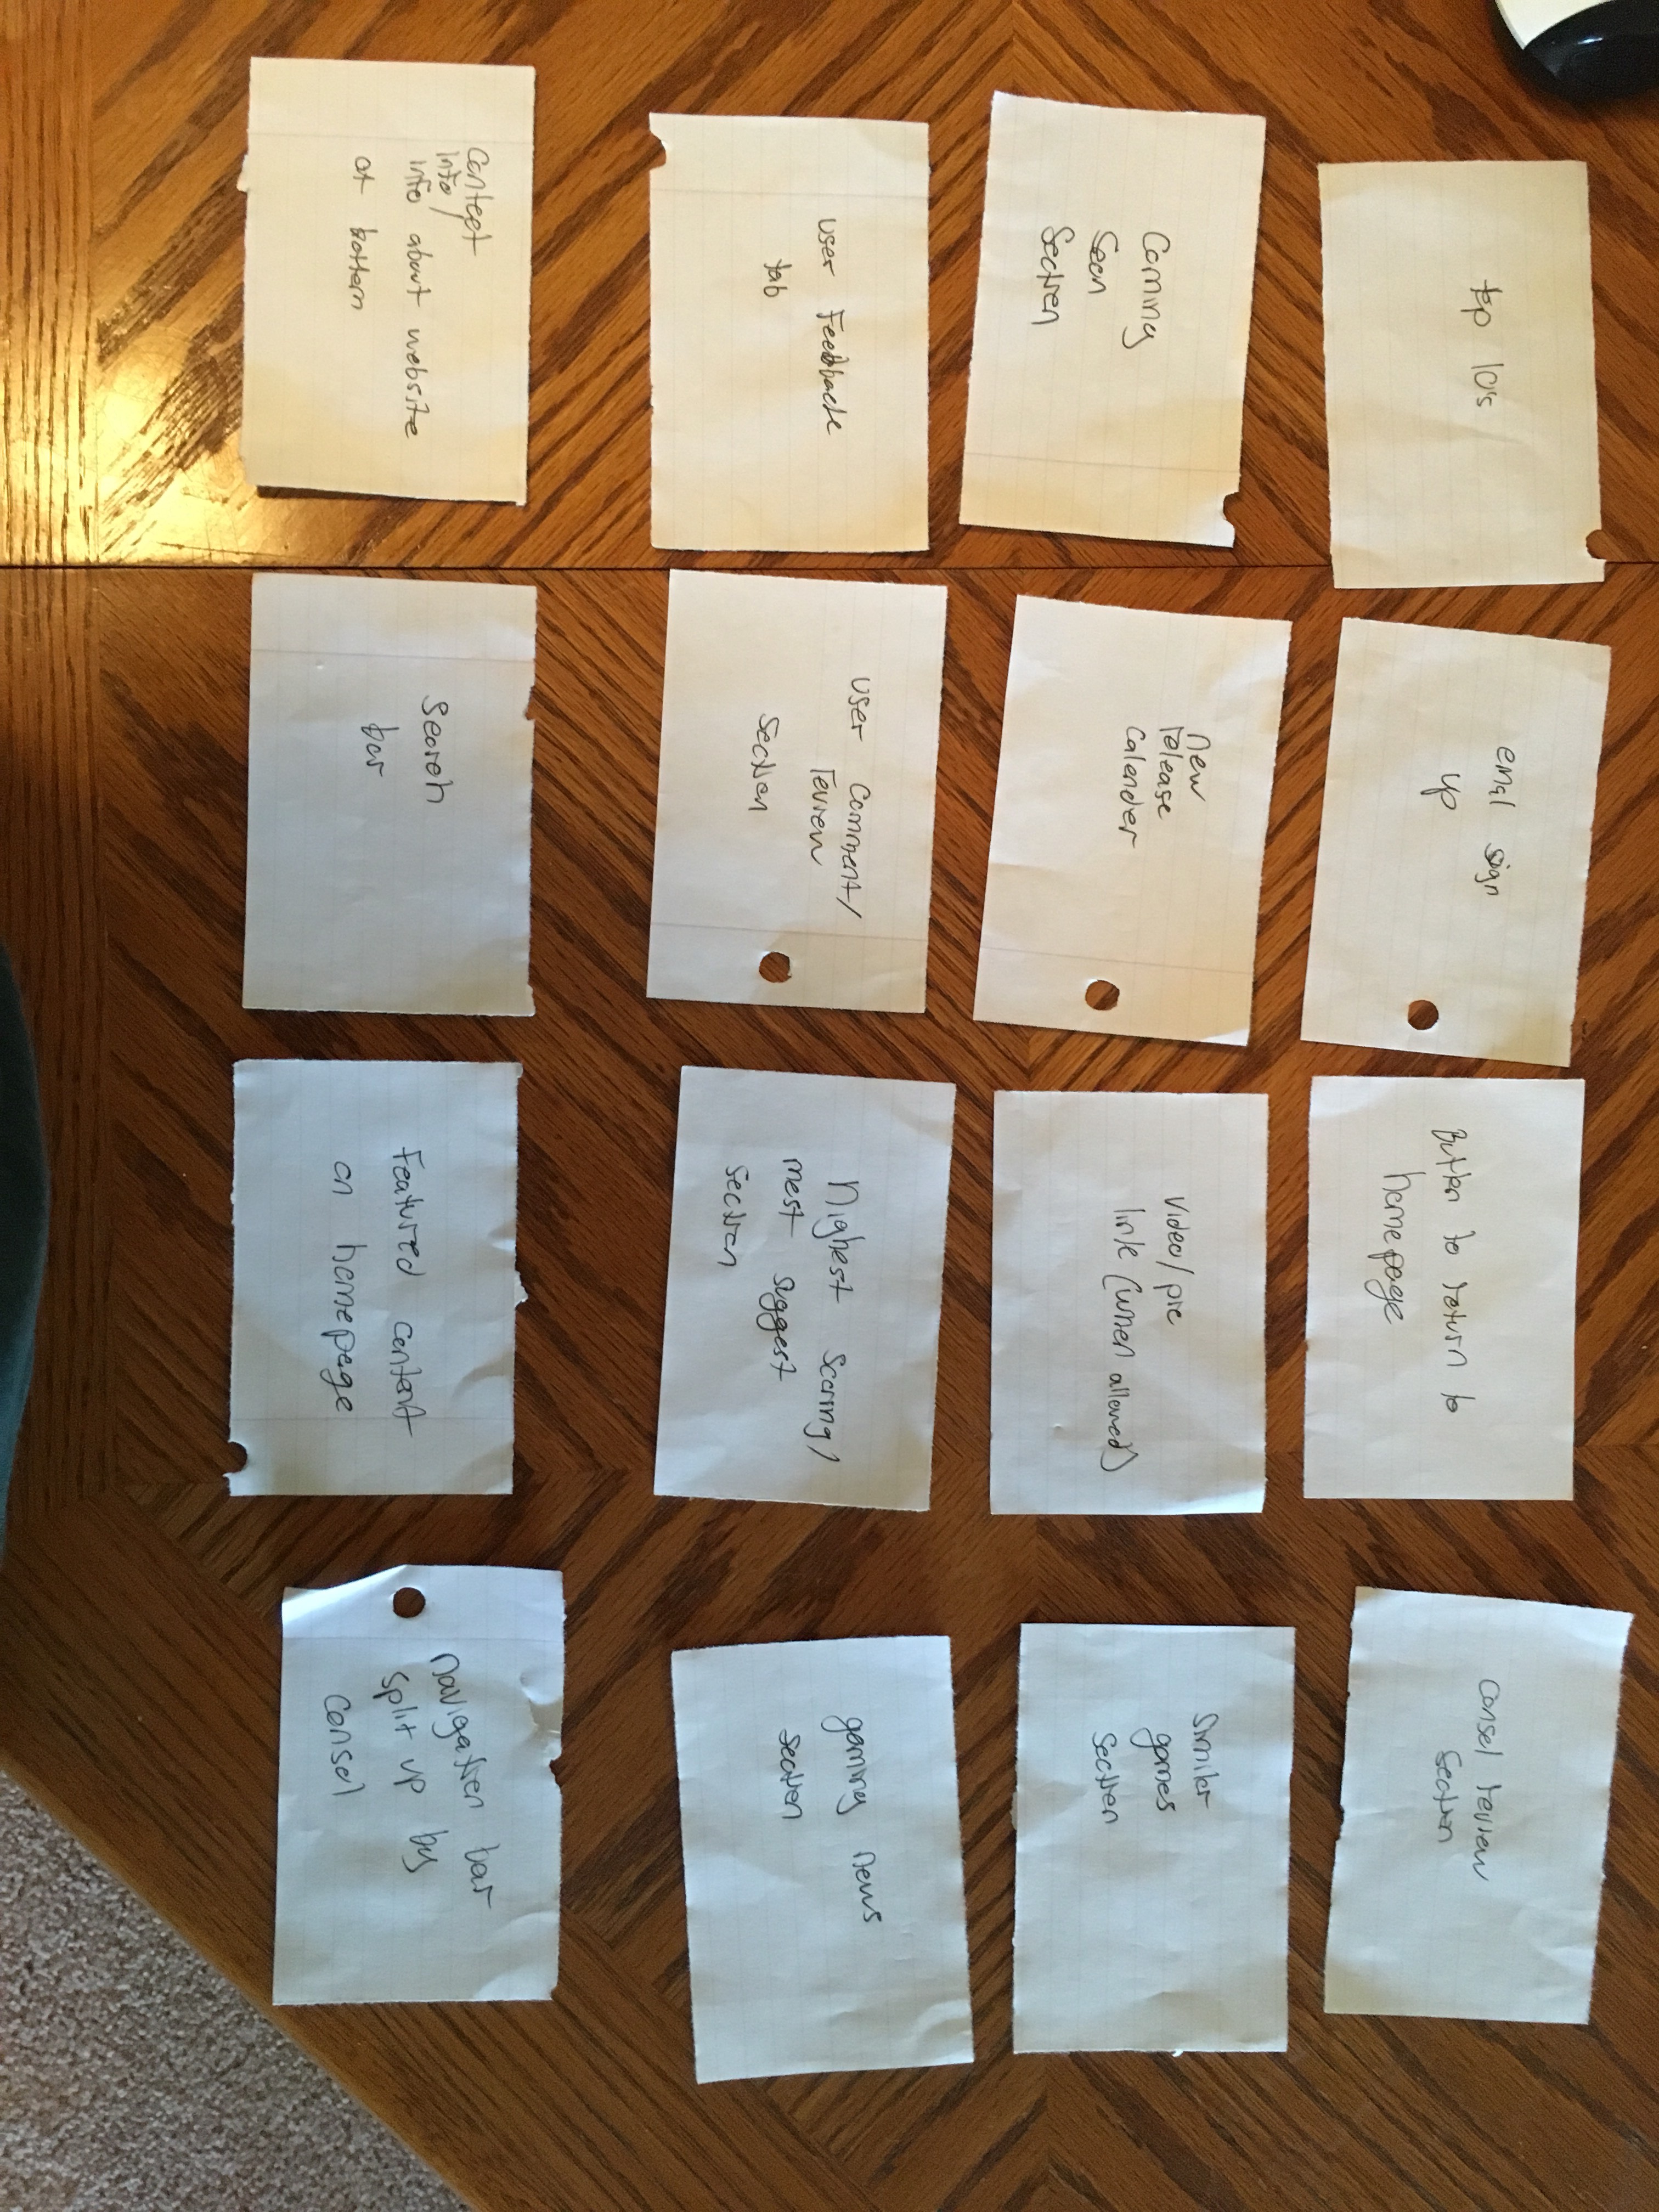 top 10's
email sign
up
Button to return to
homepage
consol review
section
Coming
Soon
Section
new
release
calender
video/pic
link (when allowed)
similar
games
section
user Feedback
tab
user comment/
review
section
highest scoring/
most suggest
section
gaming news
section
Contact
info/
info about website
at bottom
search
bar
Featured content
on homepage
navigation bar
split up by
consol